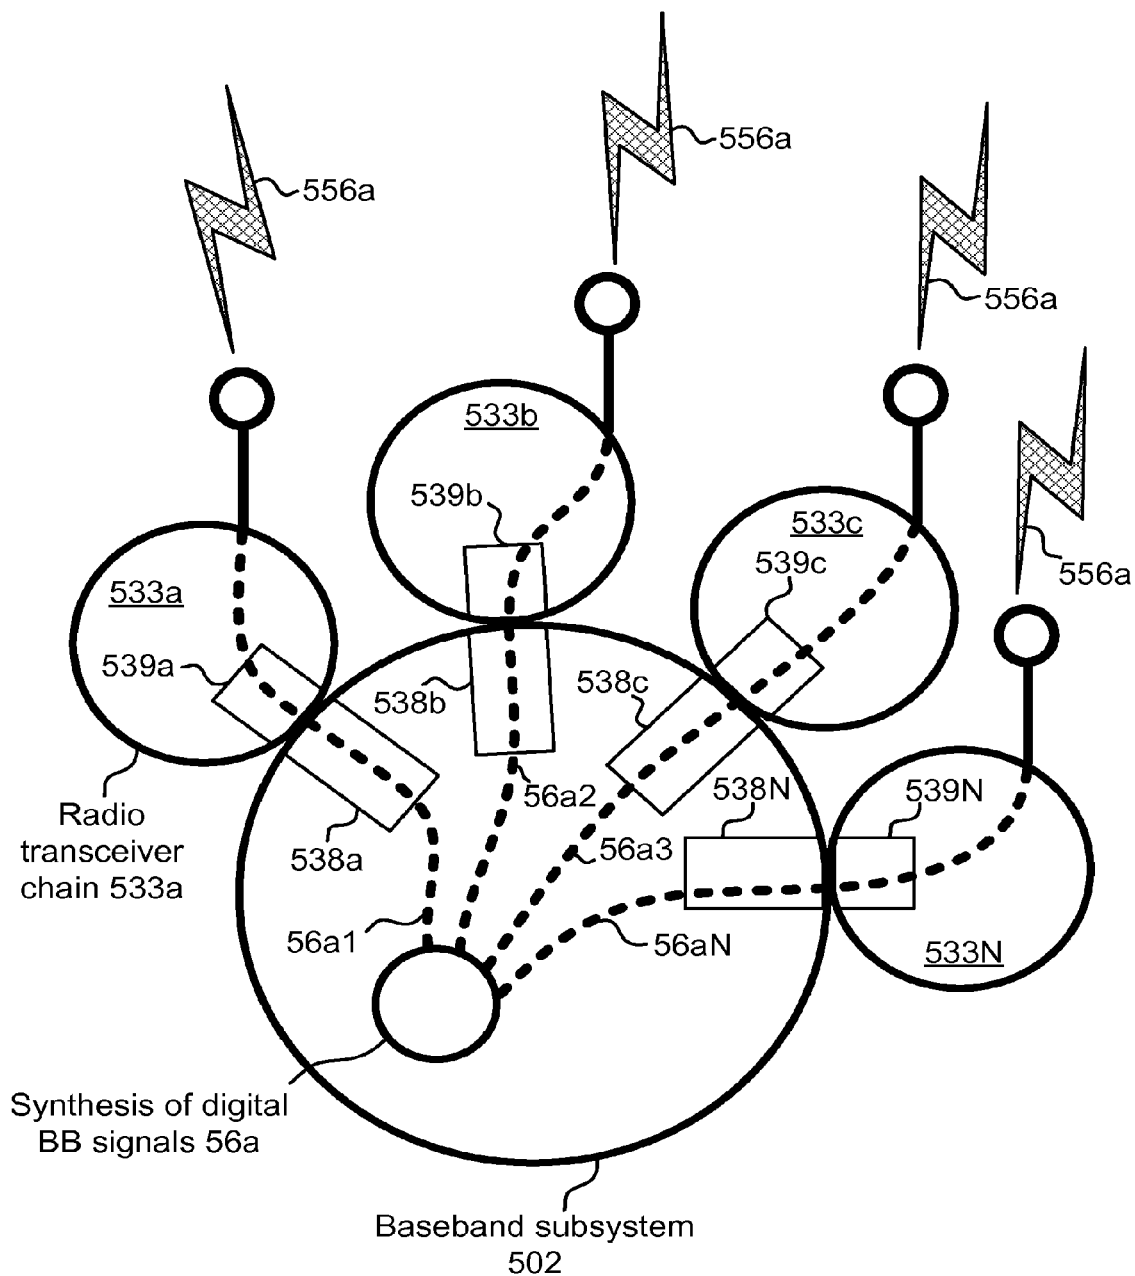 556a
556a
556a
556a
533b
539b
533c
539c
533a
539a
538b
538c
56a2
538N
539N
Radio
transceiver
chain 533a
538a
56a3
56a1
56aN
533N
Synthesis of digital
BB signals 56a
Baseband subsystem
502